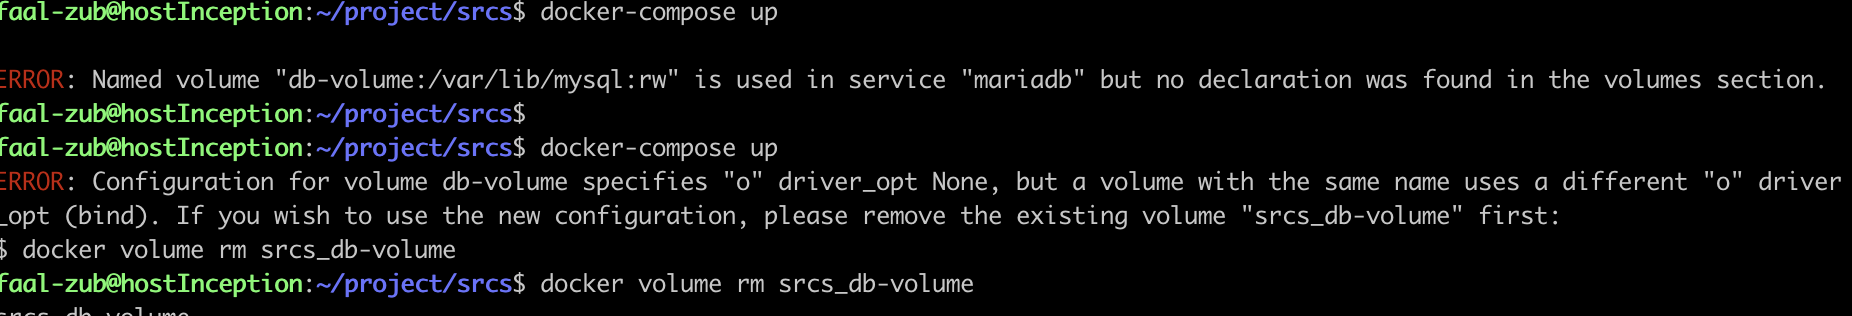 faal-zub@hostInception:~/project/srcs$ docker-compose up
ERROR: Named volume "db-volume:/var/lib/mysql:rw" is used in service "mariadb" but no declaration was found in the volumes section.
faal-zub@hostInception:~/project/srcs$
faal-zub@hostInception:~/project/srcs$ docker-compose up
ERROR: Configuration for volume db-volume specifies "o" driver_opt None, but a volume with the same name uses a different "o" driver
_opt (bind). If you wish to use the new configuration, please remove the existing volume "srcs_db-volume" first:
$ docker volume rm srcs_db-volume
faal-zub@hostInception:~/project/srcs$ docker volume rm srcs_db-volume
srcs_db-volume